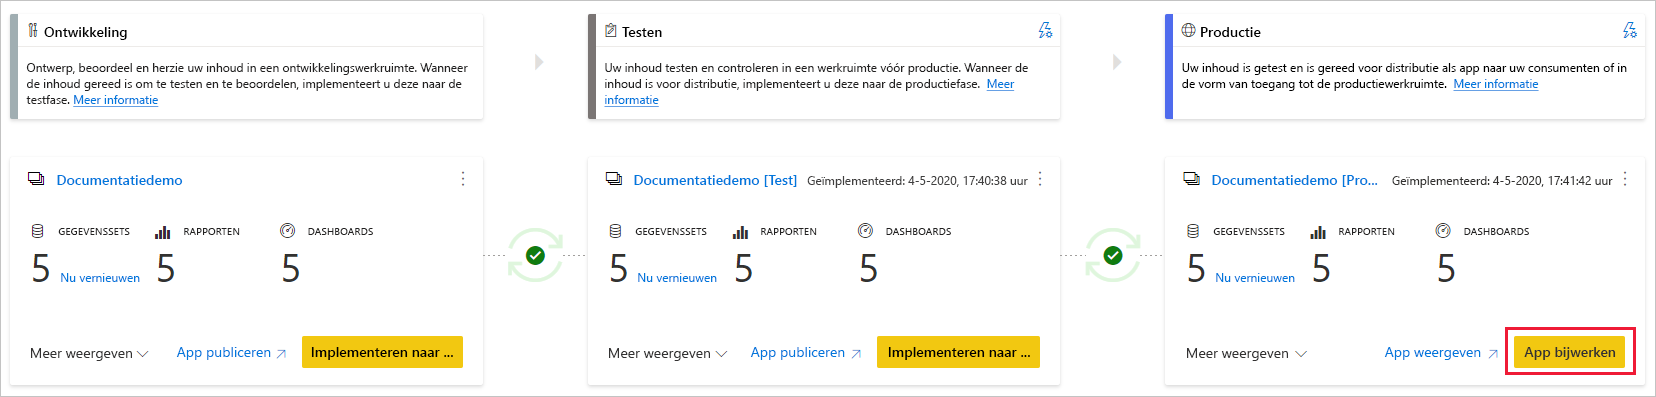 Ontwikkeling
Ontwerp, beoordeel en herzie uw inhoud in een ontwikkelingswerkruimte. Wanneer
de inhoud gereed is om te testen en te beoordelen, implementeert u deze naar de
testfase. Meer informatie
Testen
Uw inhoud testen en controleren in een werkruimte vóór productie. Wanneer de
inhoud is voor distributie, implementeert u deze naar de productiefase. Meer
informatie
Productie
Uw inhoud is getest en is gereed voor distributie als app naar uw consumenten of in
de vorm van toegang tot de productiewerkruimte. Meer informatie
Documentatiedemo
GEGEVENSSETS RAPPORTEN DASHBOARDS
5 Nu vernieuwen 5 5
Meer weergeven App publiceren Implementeren naar ...
Documentatiedemo [Test] Geïmplementeerd: 4-5-2020, 17:40:38 uur
GEGEVENSSETS RAPPORTEN DASHBOARDS
5 Nu vernieuwen 5 5
Meer weergeven App publiceren Implementeren naar ...
Documentatiedemo [Pro... Geïmplementeerd: 4-5-2020, 17:41:42 uur
GEGEVENSSETS RAPPORTEN DASHBOARDS
5 Nu vernieuwen 5 5
Meer weergeven App weergeven App bijwerken